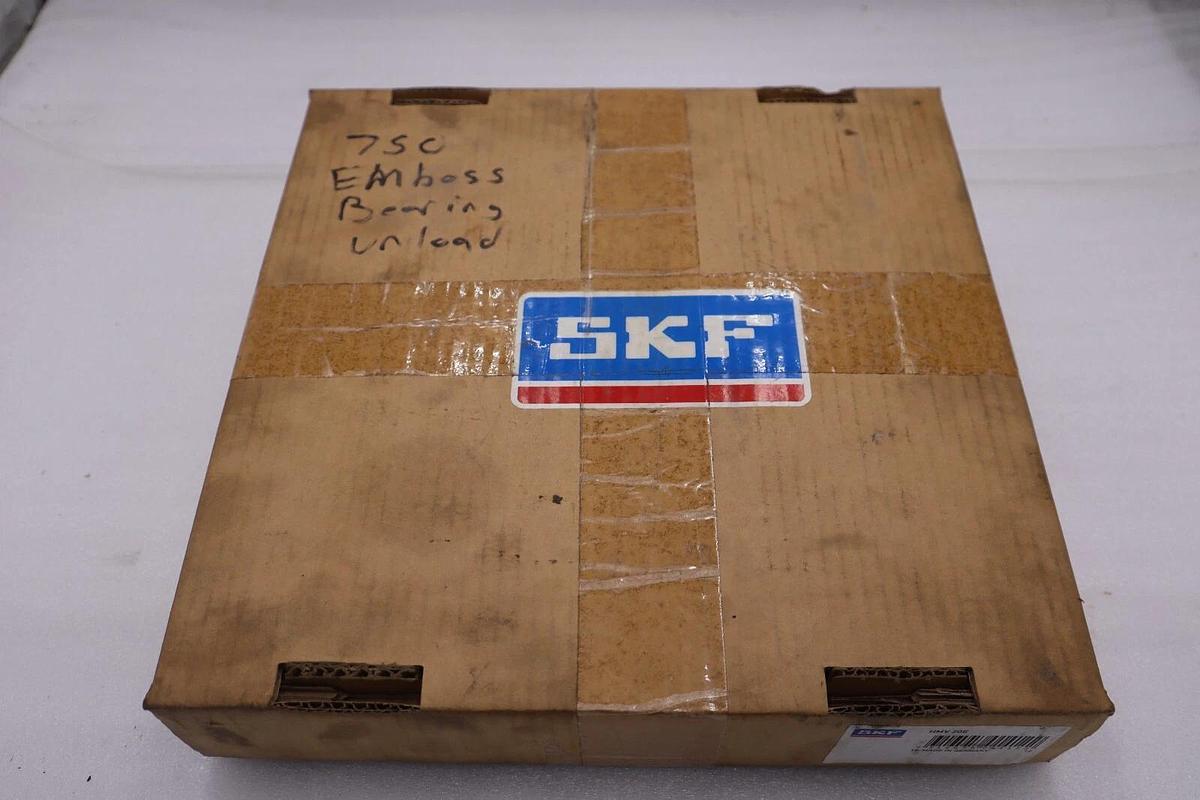 750
EMboss
Bearing
unload
SKF
SKF